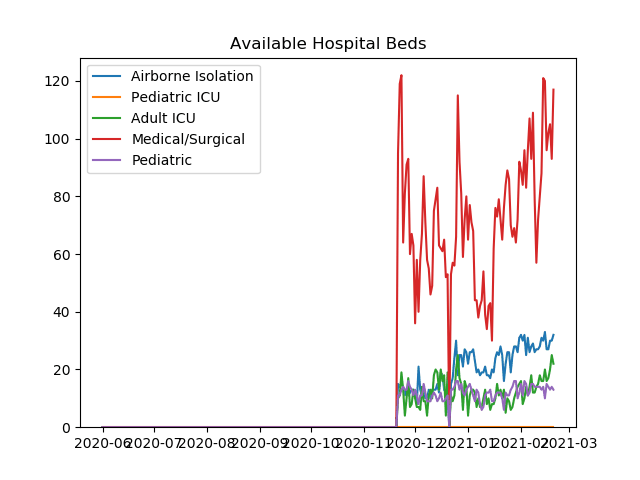 Available Hospital Beds
Airborne Isolation
Pediatric ICU
Adult ICU
Medical/Surgical
Pediatric
120
100
80
60
40
20
0
2020-06 2020-07 2020-08 2020-09 2020-10 2020-11 2020-12 2021-01 2021-02 2021-03